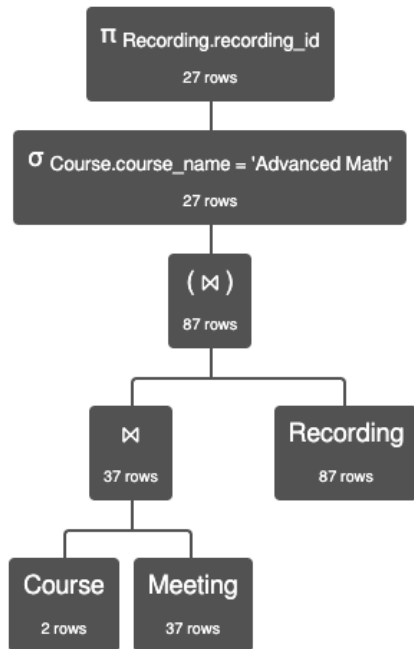 π Recording.recording_id
27 rows
σ Course.course_name = 'Advanced Math'
27 rows
( ⋈ )
87 rows
⋈
37 rows
Recording
87 rows
Course
2 rows
Meeting
37 rows